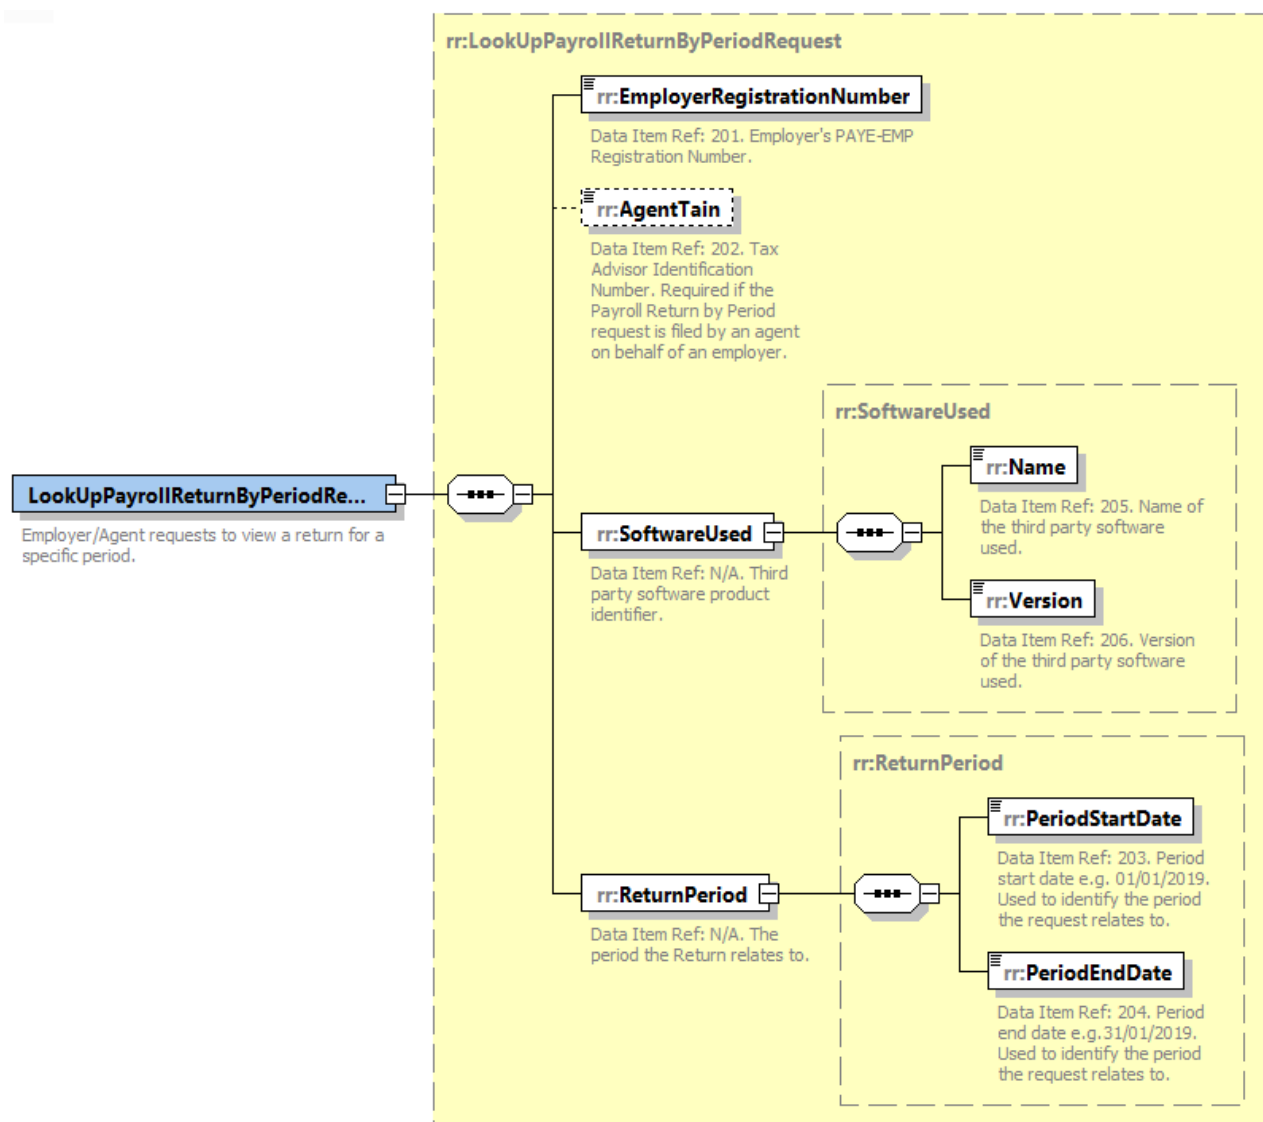 rr:LookUpPayrollReturnByPeriodRequest
rr:EmployerRegistrationNumber
Data Item Ref: 201. Employer's PAYE-EMP
Registration Number.
rr:AgentTain
Data Item Ref: 202. Tax
Advisor Identification
Number. Required if the
Payroll Return by Period
request is filed by an agent
on behalf of an employer.
LookUpPayrollReturnByPeriodRe...
Employer/Agent requests to view a return for a
specific period.
rr:SoftwareUsed
Data Item Ref: N/A. Third
party software product
identifier.
rr:SoftwareUsed
rr:Name
Data Item Ref: 205. Name of
the third party software
used.
rr:Version
Data Item Ref: 206. Version
of the third party software
used.
rr:ReturnPeriod
Data Item Ref: N/A. The
period the Return relates to.
rr:ReturnPeriod
rr:PeriodStartDate
Data Item Ref: 203. Period
start date e.g. 01/01/2019.
Used to identify the period
the request relates to.
rr:PeriodEndDate
Data Item Ref: 204. Period
end date e.g.31/01/2019.
Used to identify the period
the request relates to.